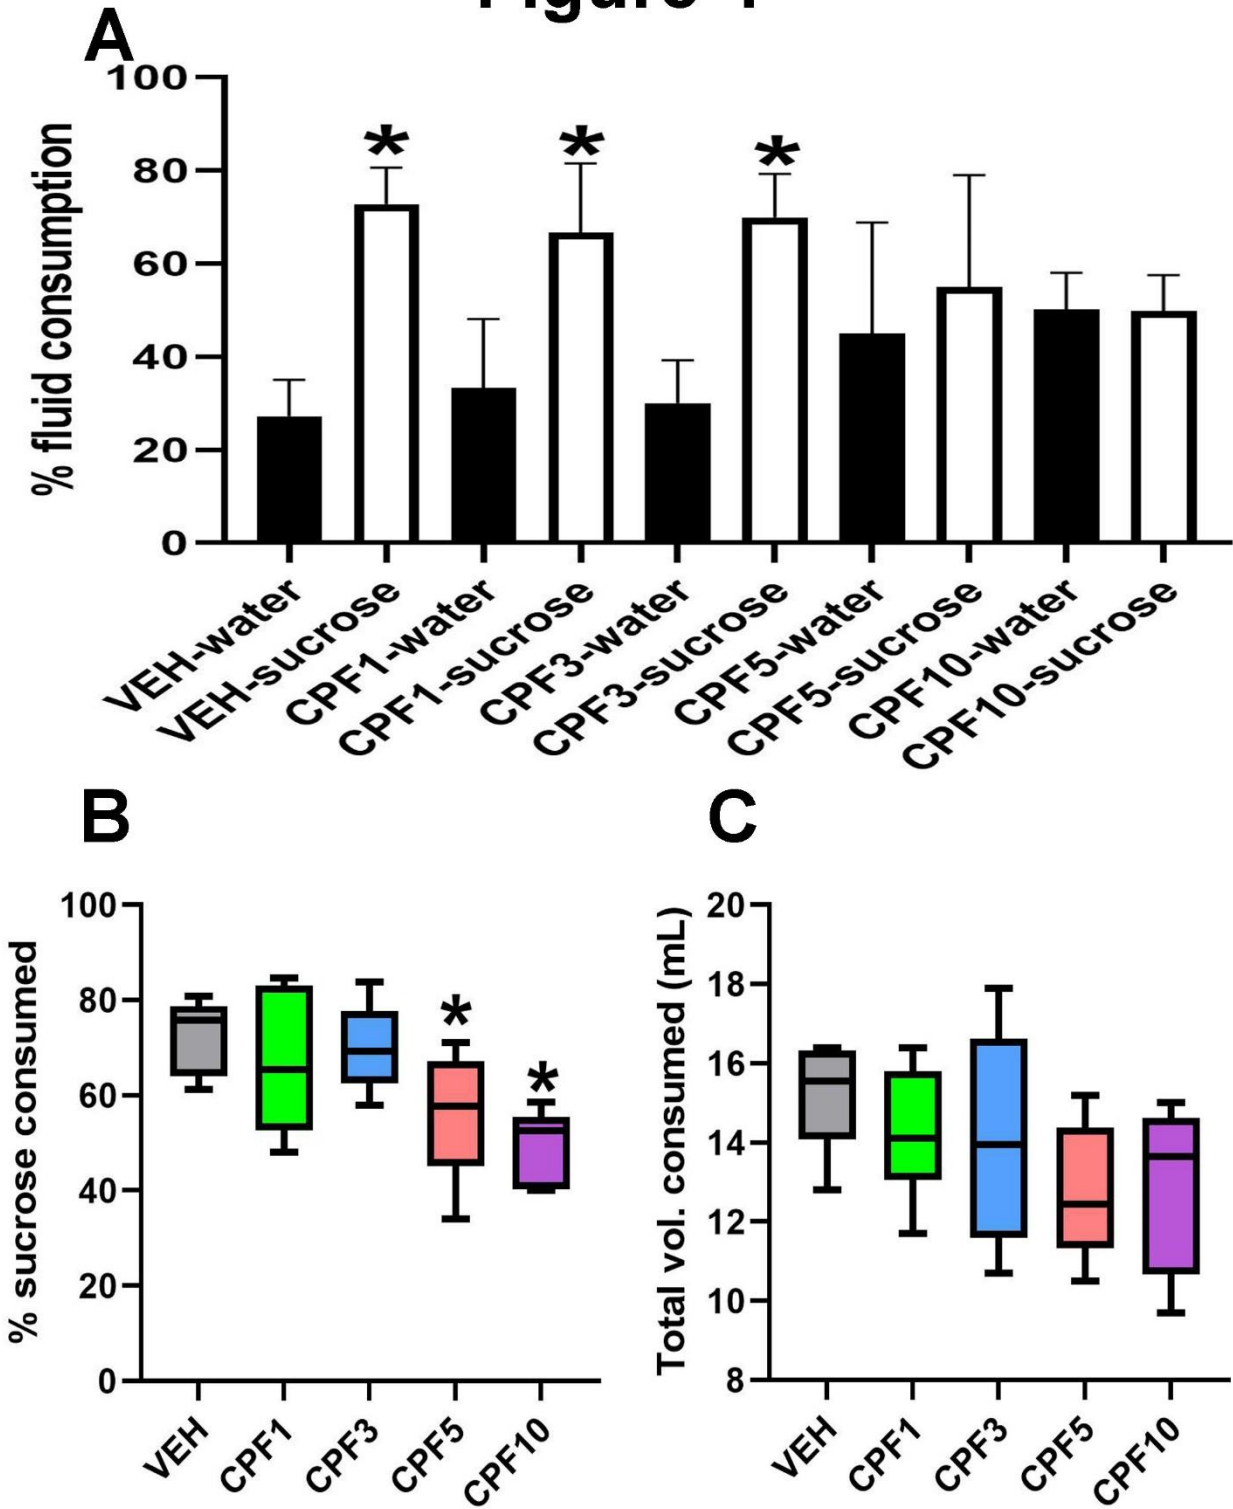 A
% fluid consumption
100
80
60
40
20
0
* * *
VEH-water
VEH-sucrose
CPF1-water
CPF1-sucrose
CPF3-water
CPF3-sucrose
CPF5-water
CPF5-sucrose
CPF10-water
CPF10-sucrose
B
% sucrose consumed
100
80
60
40
20
0
* *
VEH
CPF1
CPF3
CPF5
CPF10
C
Total vol. consumed (mL)
20
18
16
14
12
10
8
VEH
CPF1
CPF3
CPF5
CPF10